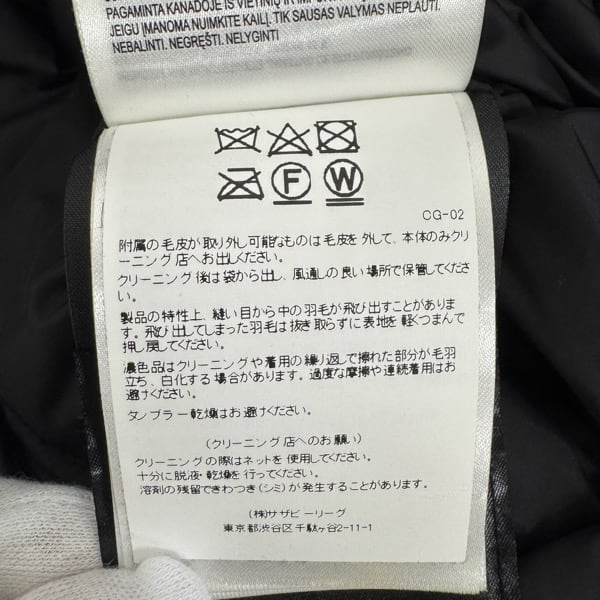 PAGAMINTA KANADOJE IŠ VIETINIŲ IR
JEIGU ĮMANOMA NUIMKITE KAILĮ. TIK SAUSAS VALYMAS NEPLAUTI.
NEBALINTI. NEGRĘŠTI. NELYGINTI
F
W
CG-02
附属の毛皮が取り外し可能なものは毛皮を外して、本体のみクリ
ーニング店へお出しください。
クリーニング後は袋から出し、風通しの良い場所で保管してくださ
い。
製品の特性上、縫い目から中の羽毛が飛び出すことがありま
す。飛び出してしまった羽毛は抜き取らずに表地を軽くつまんで
押し戻してください。
濃色品はクリーニングや着用の繰り返しで擦れた部分が毛羽
立ち、白化する場合があります。過度な摩擦や連続着用はお
避けください。
タンブラー乾燥はお避けください。
(クリーニング店へのお願い)
クリーニングの際はネットを使用してください。
十分に脱液・乾燥を行ってください。
溶剤の残留できわつき(シミ)が発生することがあります。
(株)サザビーリーグ
東京都渋谷区千駄ヶ谷2-11-1